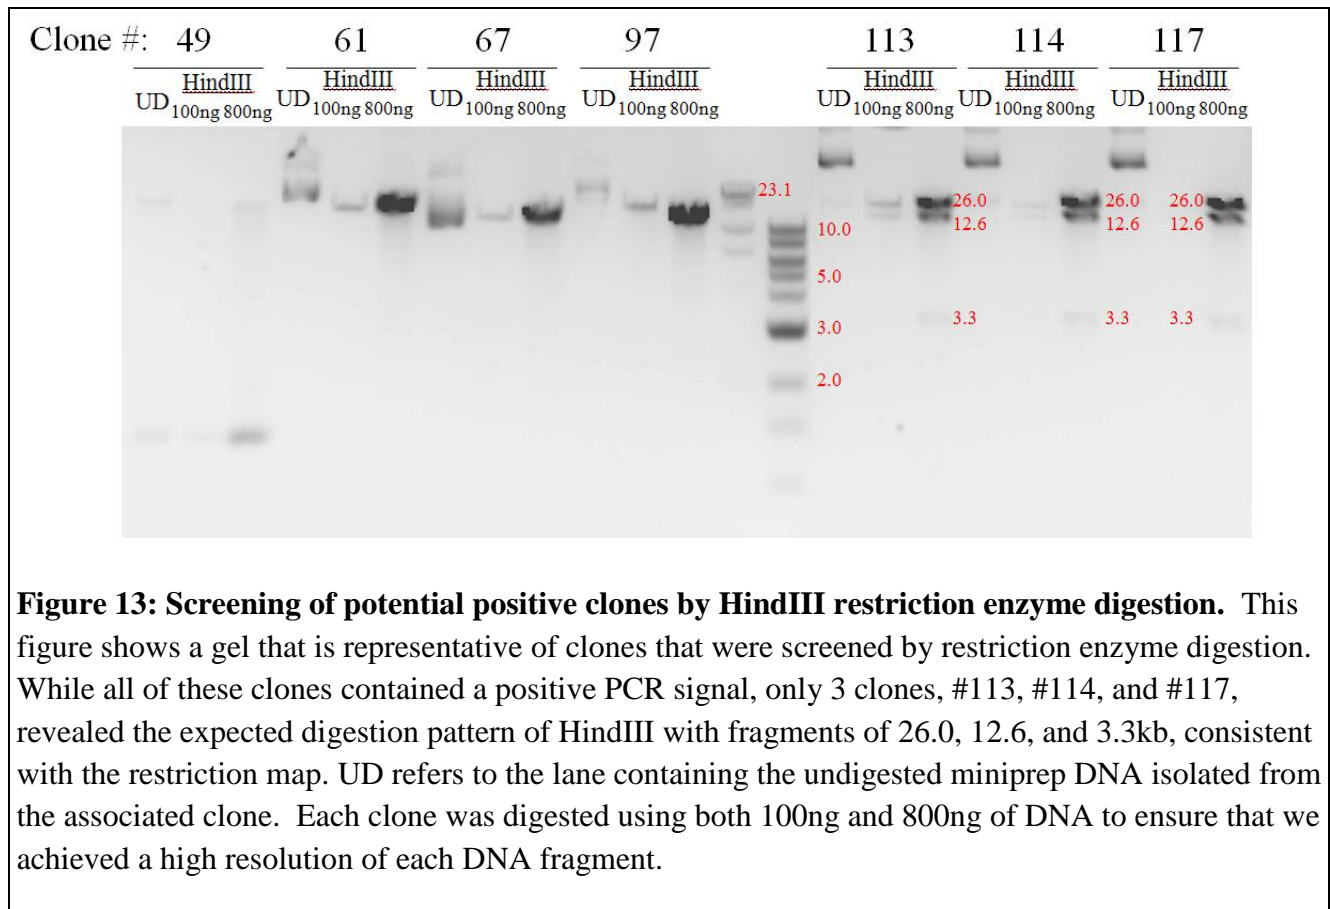 Clone #: 49 61 67 97 113 114 117
HindIII HindIII HindIII HindIII HindIII HindIII HindIII
UD 100ng 800ng UD 100ng 800ng UD 100ng 800ng UD 100ng 800ng UD 100ng 800ng UD 100ng 800ng UD 100ng 800ng
23.1 26.0 26.0 26.0
10.0 12.6 12.6 12.6
5.0
3.0 3.3 3.3 3.3
2.0
Figure 13: Screening of potential positive clones by HindIII restriction enzyme digestion. This
figure shows a gel that is representative of clones that were screened by restriction enzyme digestion.
While all of these clones contained a positive PCR signal, only 3 clones, #113, #114, and #117,
revealed the expected digestion pattern of HindIII with fragments of 26.0, 12.6, and 3.3kb, consistent
with the restriction map. UD refers to the lane containing the undigested miniprep DNA isolated from
the associated clone. Each clone was digested using both 100ng and 800ng of DNA to ensure that we
achieved a high resolution of each DNA fragment.